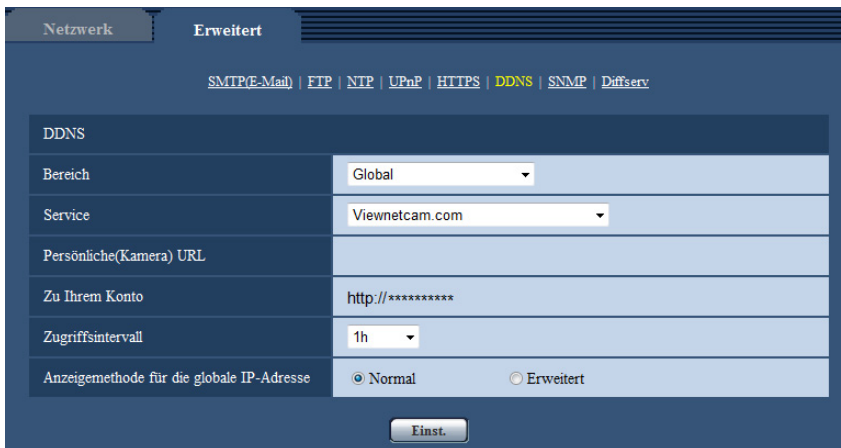 Netzwerk Erweitert
SMTP(E-Mail) | FTP | NTP | UPnP | HTTPS | DDNS | SNMP | Diffserv
DDNS
Bereich Global
Service Viewnetcam.com
Persönliche(Kamera) URL
Zu Ihrem Konto http://**********
Zugriffsintervall 1h
Anzeigemethode für die globale IP-Adresse Normal Erweitert
Einst.